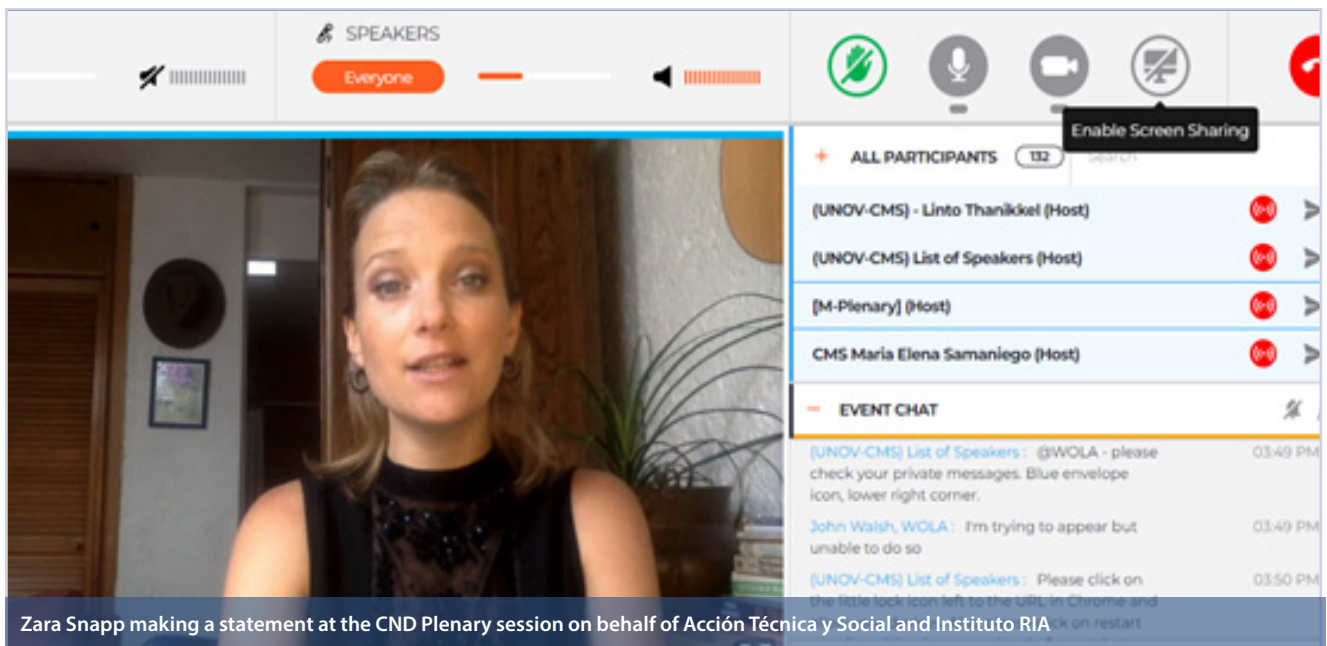 SPEAKERS
Everyone
Enable Screen Sharing
+ ALL PARTICIPANTS 132 Search
(UNOV-CMS) - Linto Thanikkel (Host)
(UNOV-CMS) List of Speakers (Host)
[M-Plenary] (Host)
CMS Maria Elena Samaniego (Host)
- EVENT CHAT
(UNOV-CMS) List of Speakers : @WOLA - please 03:49 PM
check your private messages. Blue envelope
icon, lower right corner.
John Walsh, WOLA : I'm trying to appear but 03:49 PM
unable to do so
(UNOV-CMS) List of Speakers : Please click on 03:50 PM
the little lock icon left to the URL in Chrome and
click on restart
Zara Snapp making a statement at the CND Plenary session on behalf of Acción Técnica y Social and Instituto RIA